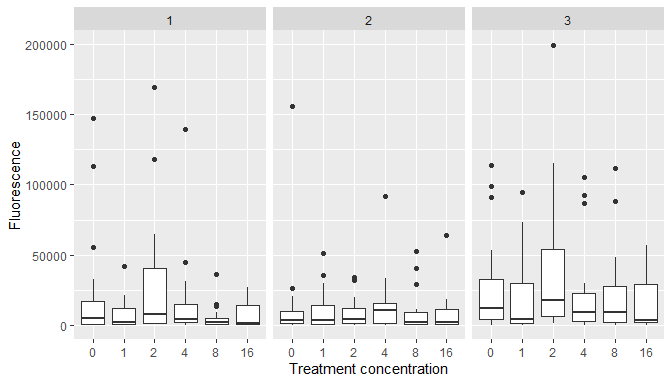 1 2 3
200000
150000
100000
50000
0
Fluorescence
0 1 2 4 8 16 0 1 2 4 8 16 0 1 2 4 8 16
Treatment concentration